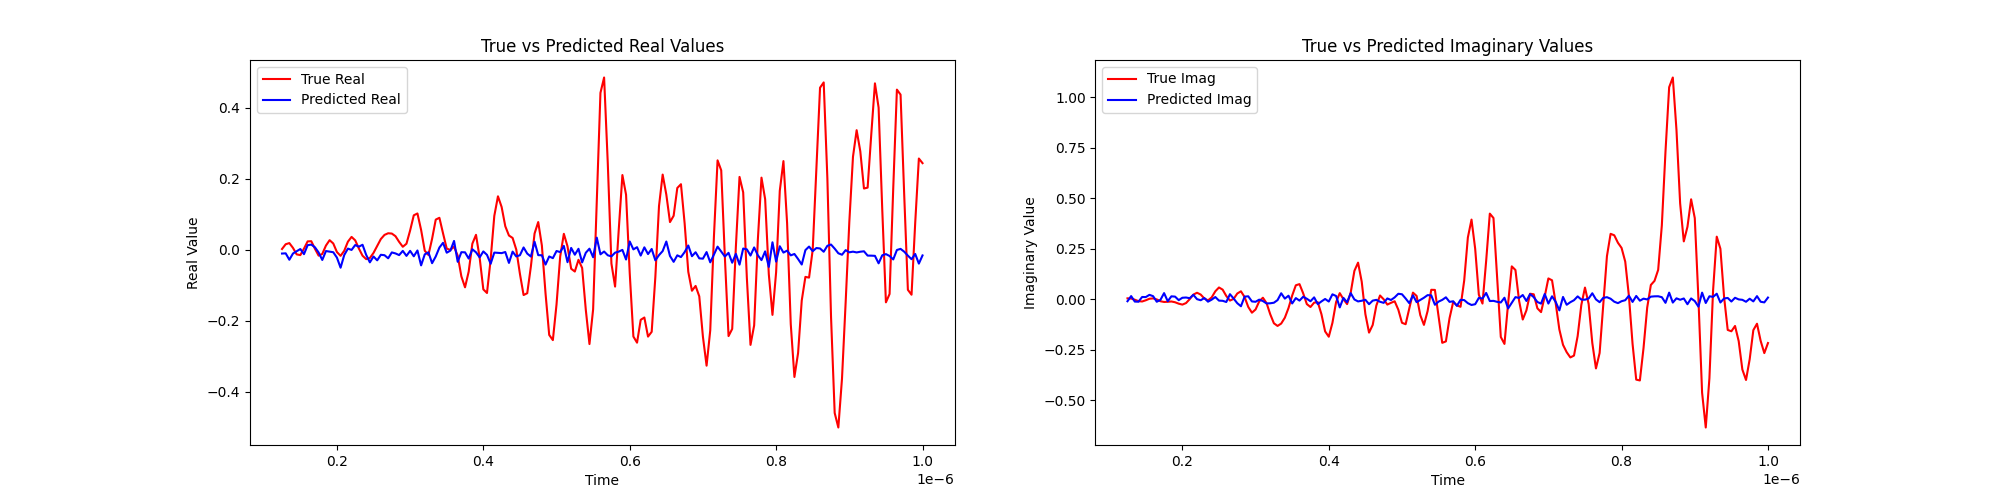 True vs Predicted Real Values
True Real
Predicted Real
Real Value
0.4
0.2
0.0
−0.2
−0.4
0.2
0.4
0.6
0.8
1.0
1e−6
Time
True vs Predicted Imaginary Values
True Imag
Predicted Imag
Imaginary Value
1.00
0.75
0.50
0.25
0.00
−0.25
−0.50
0.2
0.4
0.6
0.8
1.0
1e−6
Time